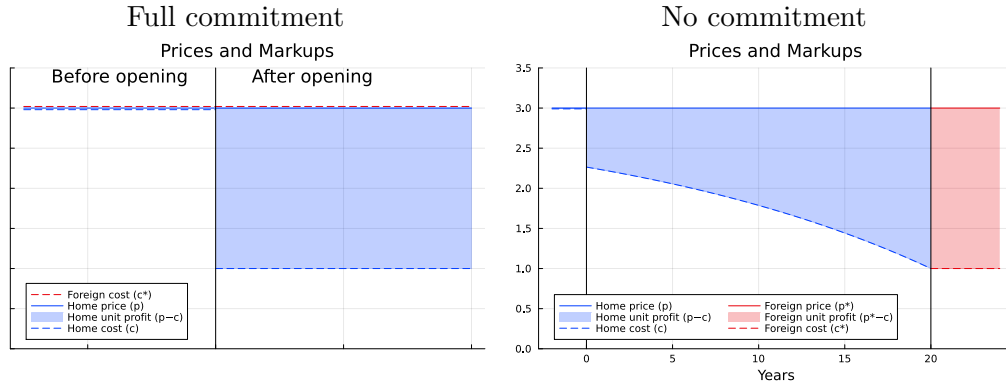 Full commitment
Prices and Markups
Before opening
After opening
Foreign cost (c*)
Home price (p)
Home unit profit (p−c)
Home cost (c)
No commitment
Prices and Markups
3.5
3.0
2.5
2.0
1.5
1.0
0.5
0.0
Home price (p)
Home unit profit (p−c)
Home cost (c)
Foreign price (p*)
Foreign unit profit (p*−c)
Foreign cost (c*)
0 5 10 15 20
Years